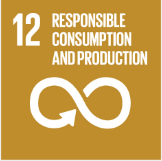 12 RESPONSIBLE
CONSUMPTION
AND PRODUCTION